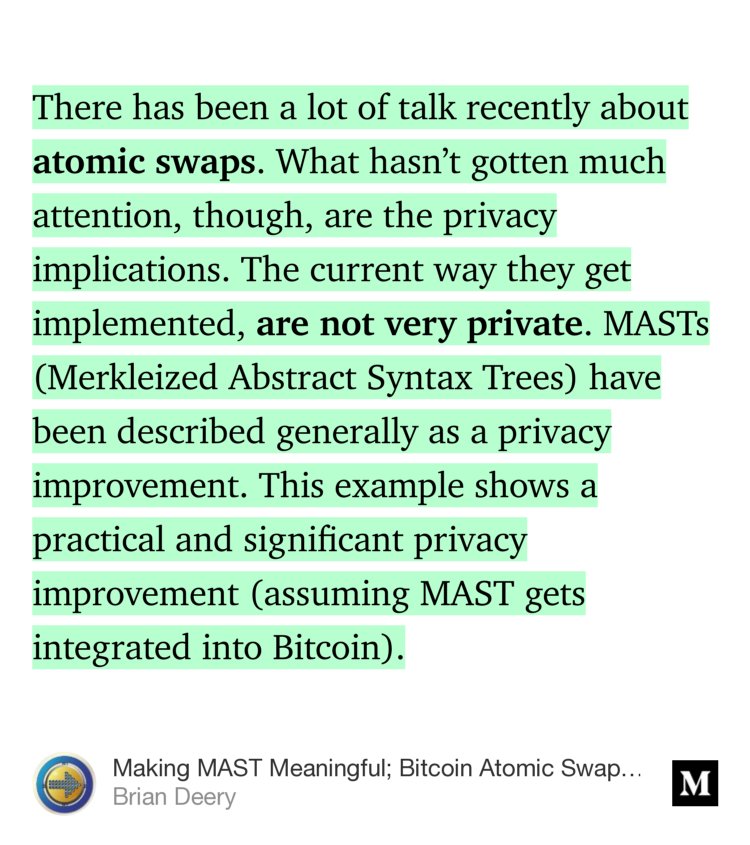 There has been a lot of talk recently about
atomic swaps. What hasn’t gotten much
attention, though, are the privacy
implications. The current way they get
implemented, are not very private. MASTs
(Merkleized Abstract Syntax Trees) have
been described generally as a privacy
improvement. This example shows a
practical and significant privacy
improvement (assuming MAST gets
integrated into Bitcoin).
Making MAST Meaningful; Bitcoin Atomic Swap…
Brian Deery
M